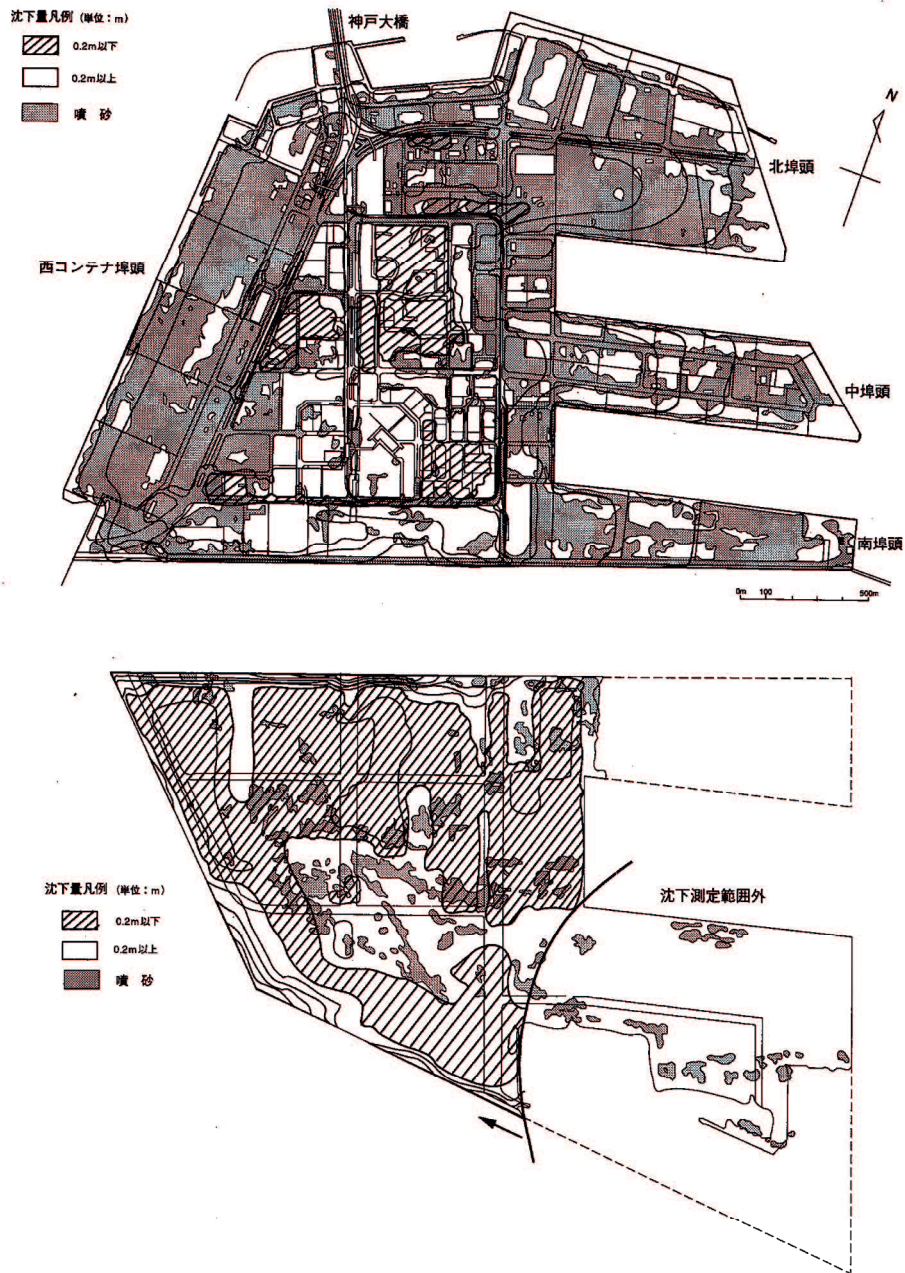 沈下量凡例 (単位：m)
0.2m以下
0.2m以上
噴 砂
神戸大橋
N
北埠頭
西コンテナ埠頭
中埠頭
南埠頭
0m 100 500m
沈下量凡例 (単位：m)
0.2m以下
0.2m以上
噴 砂
沈下測定範囲外